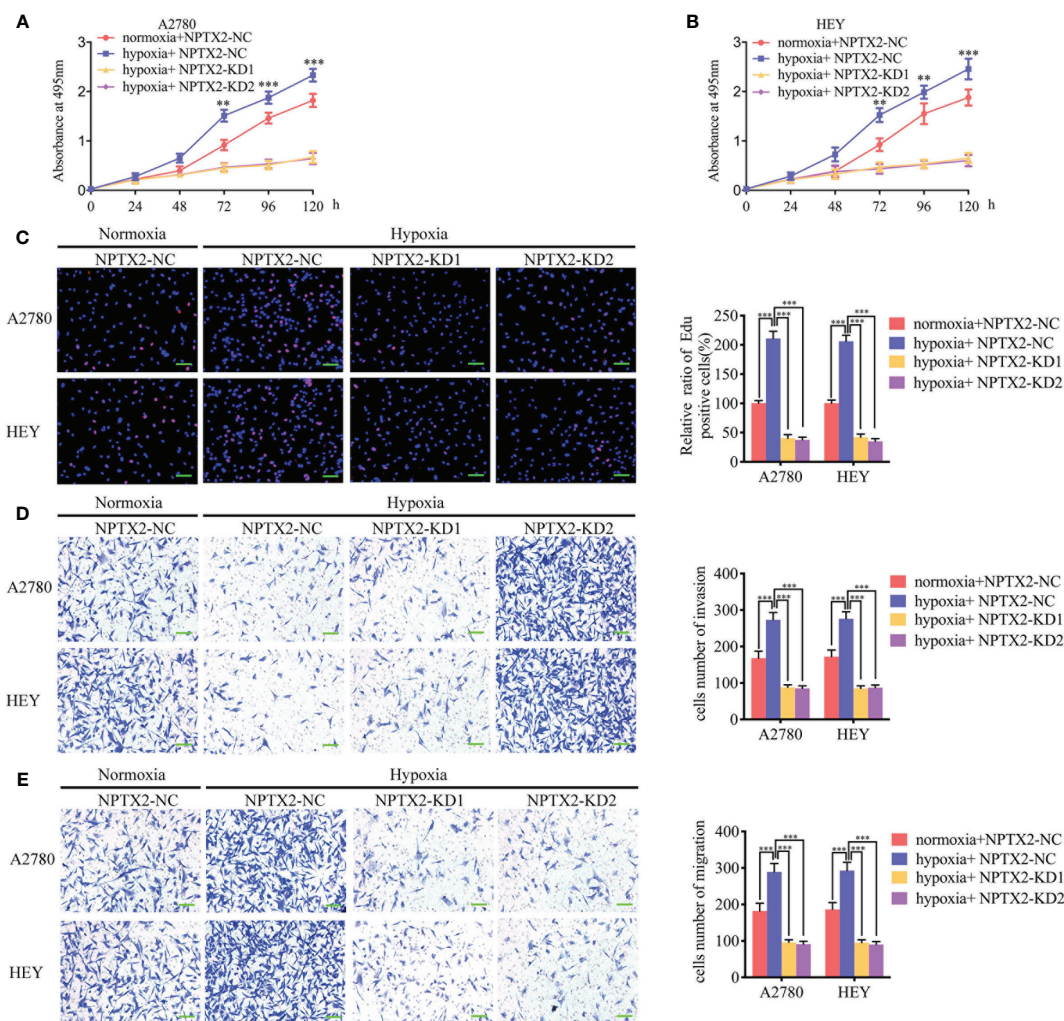 A
A2780
normoxia+NPTX2-NC
hypoxia+ NPTX2-NC
hypoxia+ NPTX2-KD1
hypoxia+ NPTX2-KD2
Absorbance at 495nm
3
2
1
0
** *** ***
0 24 48 72 96 120 h
B
HEY
normoxia+NPTX2-NC
hypoxia+ NPTX2-NC
hypoxia+ NPTX2-KD1
hypoxia+ NPTX2-KD2
Absorbance at 495nm
3
2
1
0
** ** ***
0 24 48 72 96 120 h
C
Normoxia Hypoxia
NPTX2-NC NPTX2-NC NPTX2-KD1 NPTX2-KD2
A2780
HEY
Relative ratio of Edu
positive cells(%)
250
200
150
100
50
0
*** *** ***
*** *** ***
A2780 HEY
normoxia+NPTX2-NC
hypoxia+ NPTX2-NC
hypoxia+ NPTX2-KD1
hypoxia+ NPTX2-KD2
D
Normoxia Hypoxia
NPTX2-NC NPTX2-NC NPTX2-KD1 NPTX2-KD2
A2780
HEY
cells number of invasion
400
300
200
100
0
*** *** ***
*** *** ***
A2780 HEY
normoxia+NPTX2-NC
hypoxia+ NPTX2-NC
hypoxia+ NPTX2-KD1
hypoxia+ NPTX2-KD2
E
Normoxia Hypoxia
NPTX2-NC NPTX2-NC NPTX2-KD1 NPTX2-KD2
A2780
HEY
cells number of migration
400
300
200
100
0
*** *** ***
*** *** ***
A2780 HEY
normoxia+NPTX2-NC
hypoxia+ NPTX2-NC
hypoxia+ NPTX2-KD1
hypoxia+ NPTX2-KD2